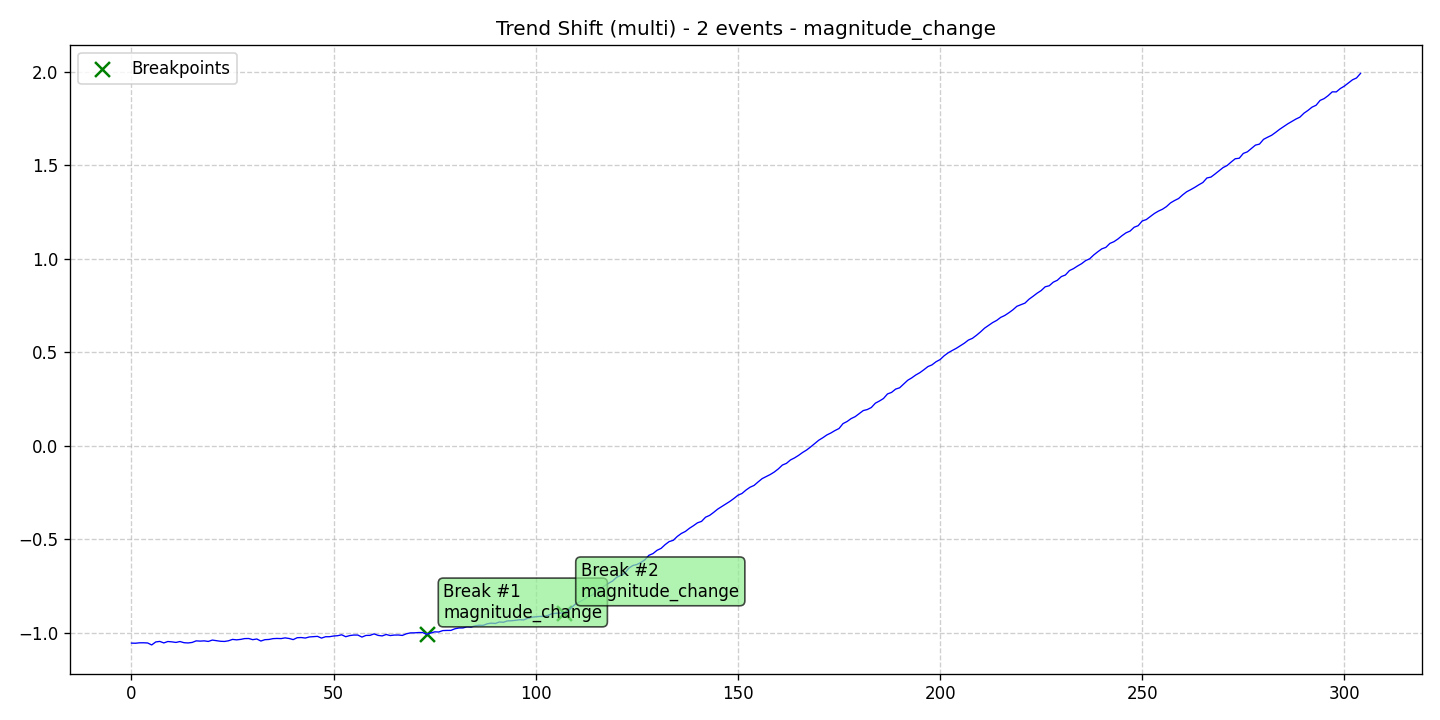 Trend Shift (multi) - 2 events - magnitude_change
Breakpoints
2.0
1.5
1.0
0.5
0.0
−0.5
−1.0
Break #2
magnitude_change
Break #1
magnitude_change
0
50
100
150
200
250
300